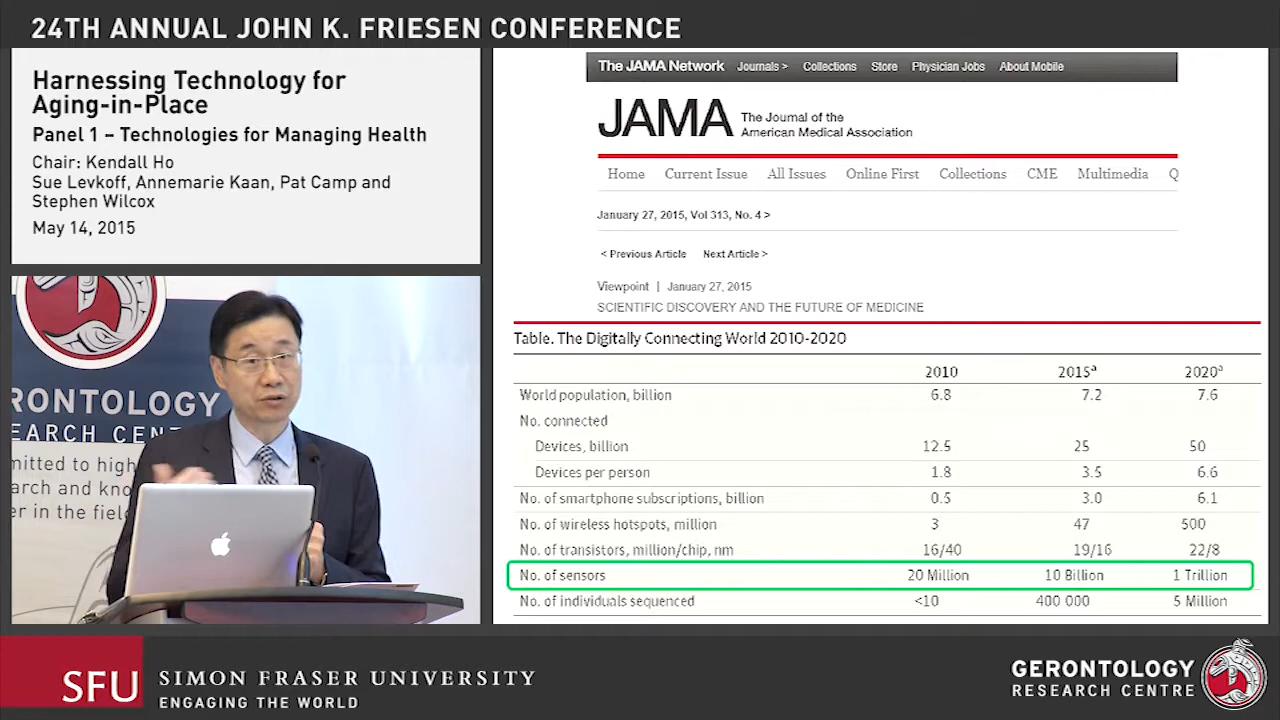 24TH ANNUAL JOHN K. FRIESEN CONFERENCE
Harnessing Technology for
Aging-in-Place
Panel 1 – Technologies for Managing Health
Chair: Kendall Ho
Sue Levkoff, Annemarie Kaan, Pat Camp and
Stephen Wilcox
May 14, 2015
RONTOLOGY
EARCH CENT
mitted to high
arch and kno
er in the field
The JAMA Network Journals > Collections Store Physician Jobs About Mobile
JAMA The Journal of the
American Medical Association
Home Current Issue All Issues Online First Collections CME Multimedia Q
January 27, 2015, Vol 313, No. 4 >
< Previous Article Next Article >
Viewpoint | January 27, 2015
SCIENTIFIC DISCOVERY AND THE FUTURE OF MEDICINE
Table. The Digitally Connecting World 2010-2020
2010 2015a 2020a
World population, billion 6.8 7.2 7.6
No. connected
Devices, billion 12.5 25 50
Devices per person 1.8 3.5 6.6
No. of smartphone subscriptions, billion 0.5 3.0 6.1
No. of wireless hotspots, million 3 47 500
No. of transistors, million/chip, nm 16/40 19/16 22/8
No. of sensors 20 Million 10 Billion 1 Trillion
No. of individuals sequenced <10 400 000 5 Million
SFU SIMON FRASER UNIVERSITY
ENGAGING THE WORLD
GERONTOLOGY
RESEARCH CENTRE